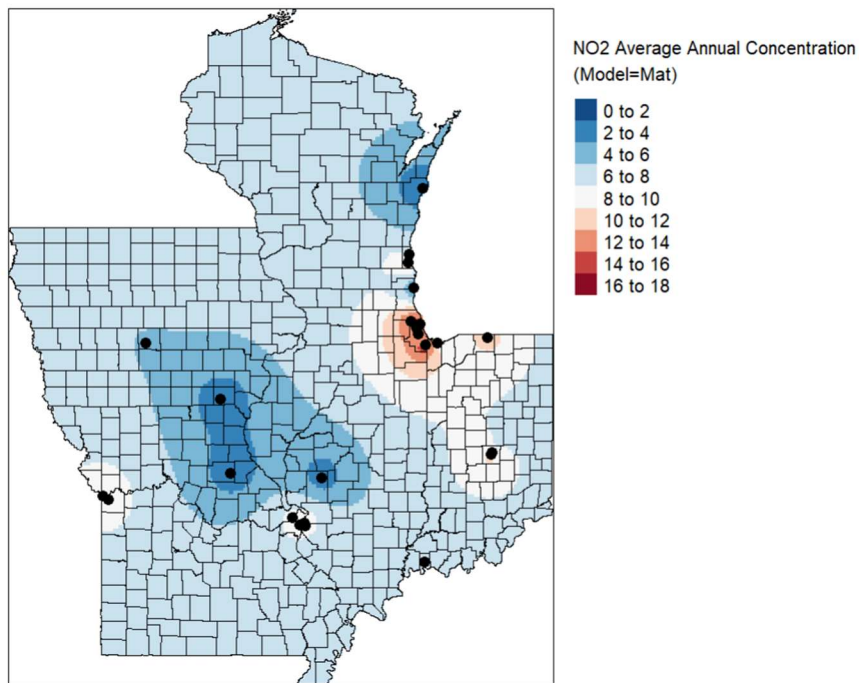 NO2 Average Annual Concentration
(Model=Mat)
0 to 2
2 to 4
4 to 6
6 to 8
8 to 10
10 to 12
12 to 14
14 to 16
16 to 18